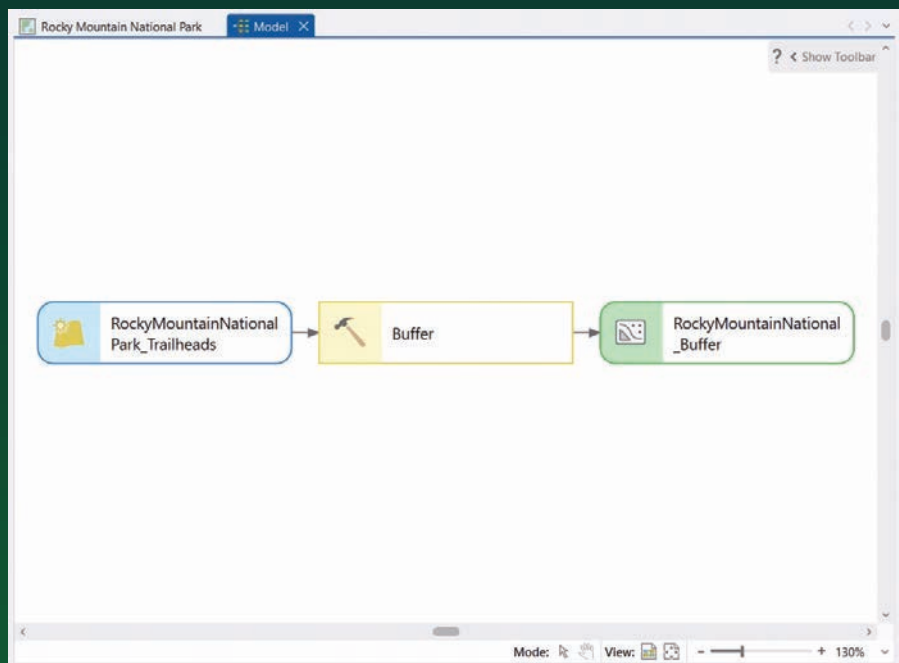 Rocky Mountain National Park
Model
? < Show Toolbar
RockyMountainNational
Park_Trailheads
Buffer
RockyMountainNational
_Buffer
Mode:
View:
- + 130%